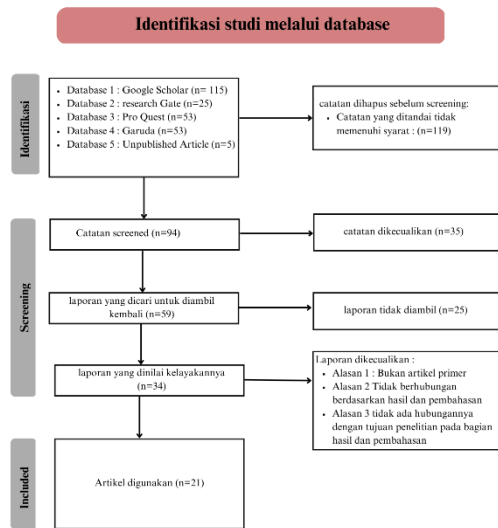 Identifikasi studi melalui database
Identifikasi
• Database 1 : Google Scholar (n= 115)
• Database 2 : research Gate (n=25)
• Database 3 : Pro Quest (n=53)
• Database 4 : Garuda (n=53)
• Database 5 : Unpublished Article (n=5)
catatan dihapus sebelum screening:
• Catatan yang ditandai tidak
memenuhi syarat : (n=119)
Screening
Catatan screened (n=94)
catatan dikecualikan (n=35)
laporan yang dicari untuk diambil
kembali (n=59)
laporan tidak diambil (n=25)
laporan yang dinilai kelayakannya
(n=34)
Laporan dikecualikan :
• Alasan 1 : Bukan artikel primer
• Alasan 2 Tidak berhubungan
berdasarkan hasil dan pembahasan
• Alasan 3 tidak ada hubungannya
dengan tujuan penelitian pada bagian
hasil dan pembahasan
Included
Artikel digunakan (n=21)